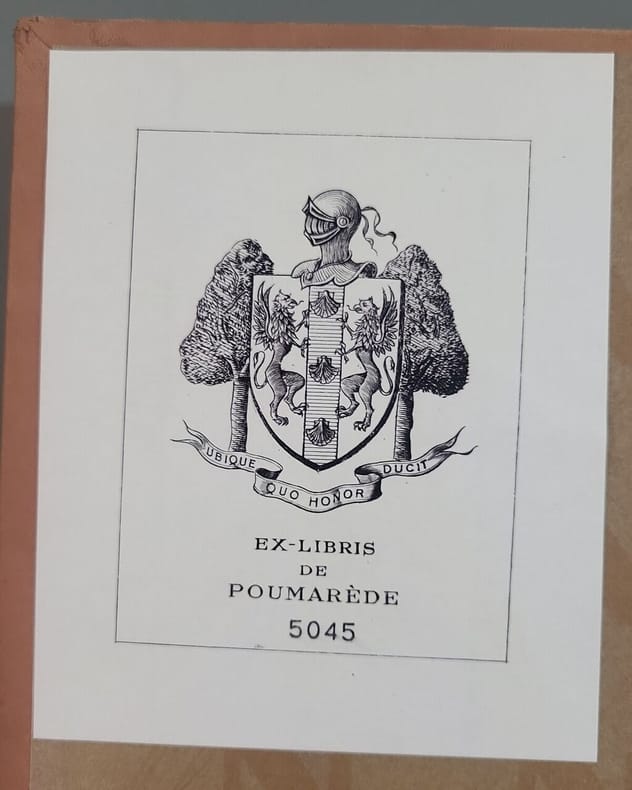 UBIQUE QUO HONOR DUCIT
EX-LIBRIS
DE
POUMARÈDE
5045